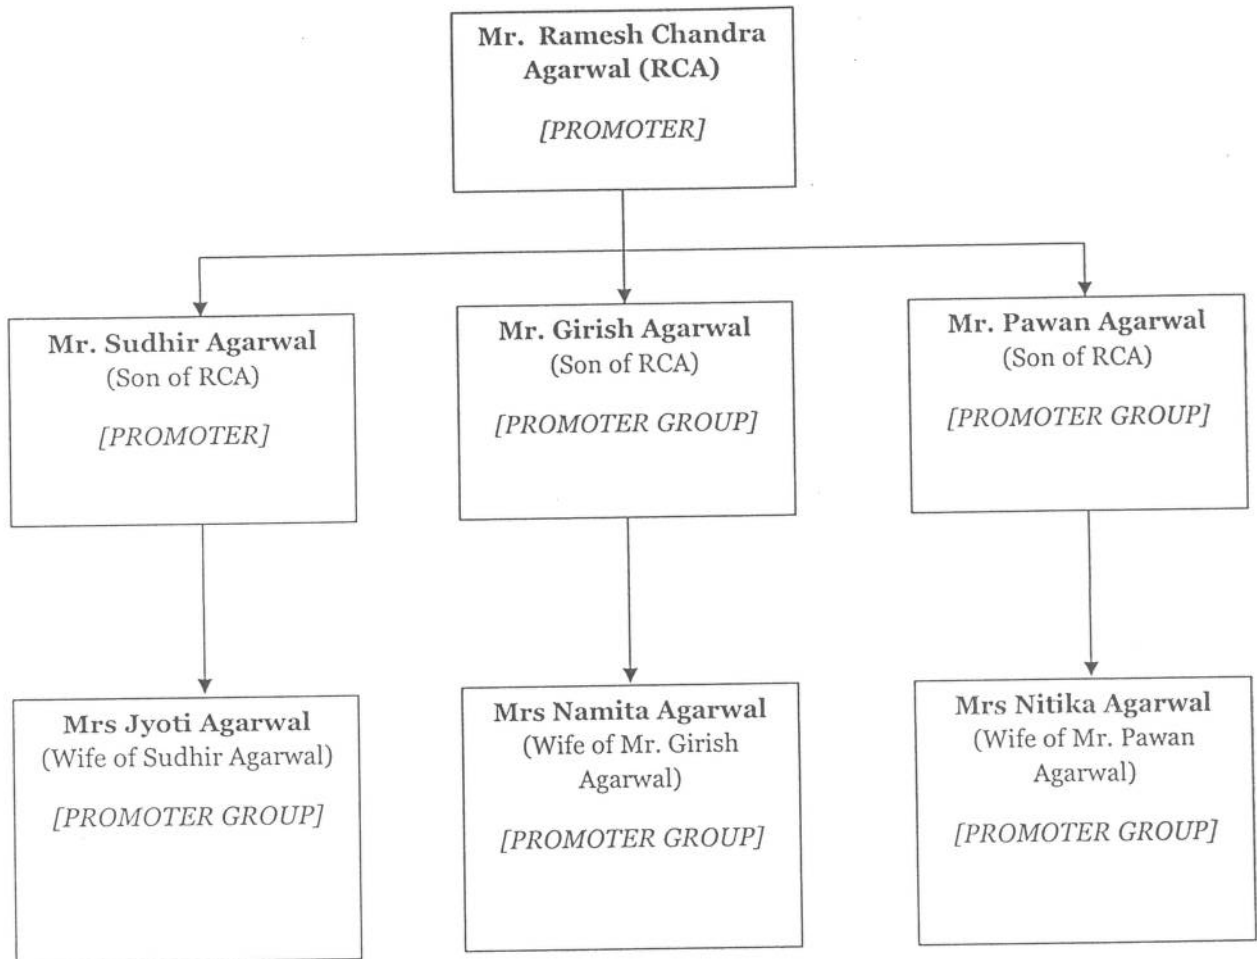 Mr. Ramesh Chandra
Agarwal (RCA)
[PROMOTER]
Mr. Sudhir Agarwal
(Son of RCA)
[PROMOTER]
Mr. Girish Agarwal
(Son of RCA)
[PROMOTER GROUP]
Mr. Pawan Agarwal
(Son of RCA)
[PROMOTER GROUP]
Mrs Jyoti Agarwal
(Wife of Sudhir Agarwal)
[PROMOTER GROUP]
Mrs Namita Agarwal
(Wife of Mr. Girish
Agarwal)
[PROMOTER GROUP]
Mrs Nitika Agarwal
(Wife of Mr. Pawan
Agarwal)
[PROMOTER GROUP]